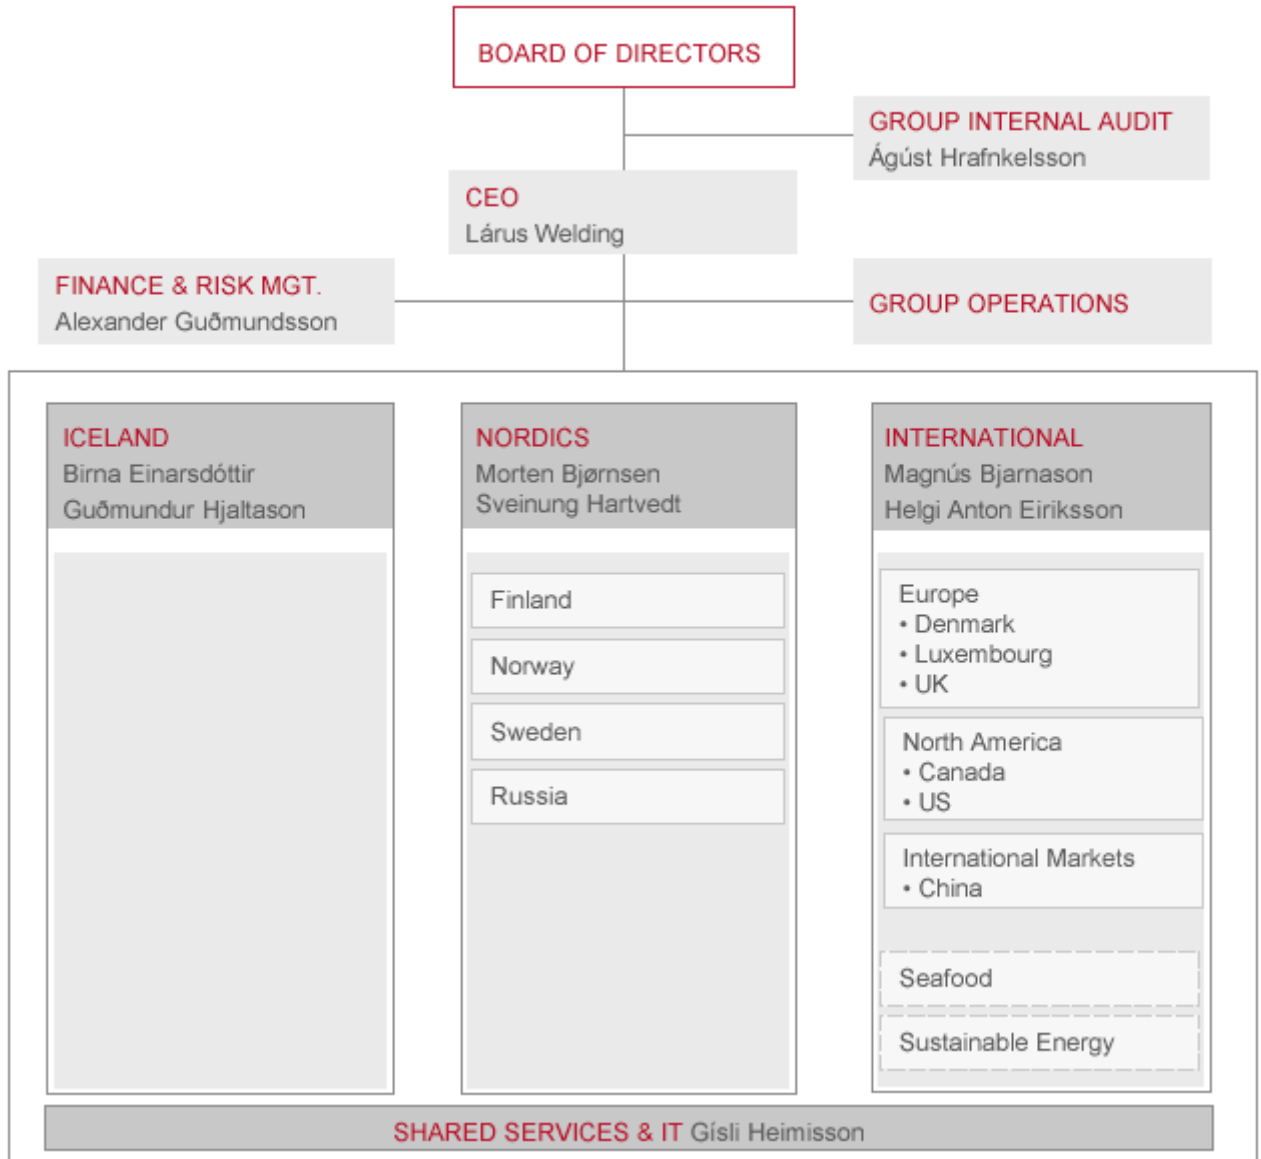 BOARD OF DIRECTORS
GROUP INTERNAL AUDIT
Ágúst Hrafnkelsson
CEO
Lárus Welding
FINANCE & RISK MGT.
Alexander Guðmundsson
GROUP OPERATIONS
ICELAND
Birna Einarsdóttir
Guðmundur Hjaltason
NORDICS
Morten Bjørnsen
Sveinung Hartvedt
Finland
Norway
Sweden
Russia
INTERNATIONAL
Magnús Bjarnason
Helgi Anton Eiriksson
Europe
• Denmark
• Luxembourg
• UK
North America
• Canada
• US
International Markets
• China
Seafood
Sustainable Energy
SHARED SERVICES & IT Gísli Heimisson